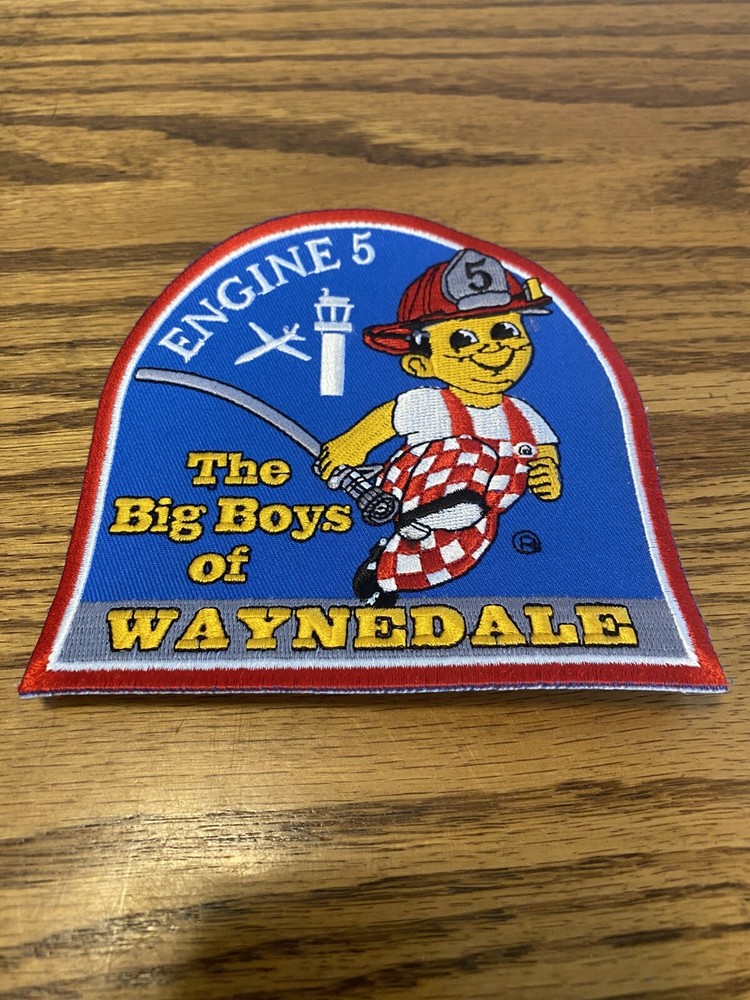 ENGINE 5
5
The
Big Boys
of
®
WAYNEDALE